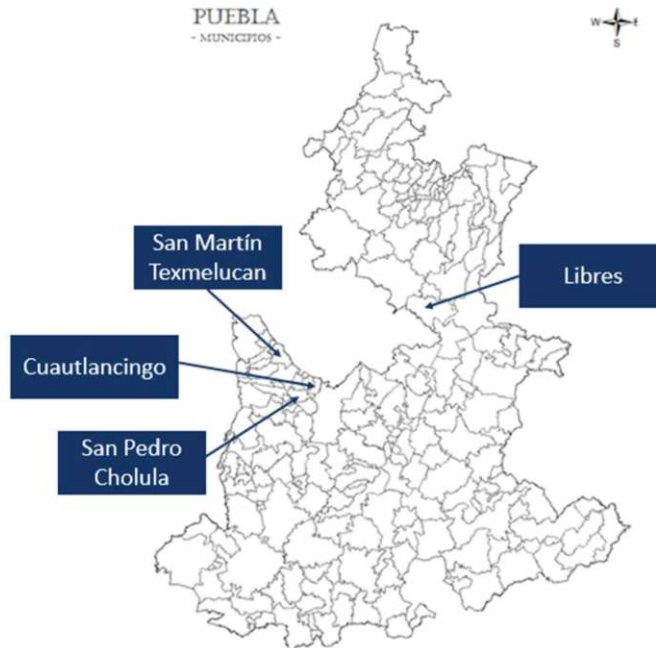 PUEBLA
- MUNICIPIOS -
W E
S
San Martín
Texmelucan
Libres
Cuautlancingo
San Pedro
Cholula